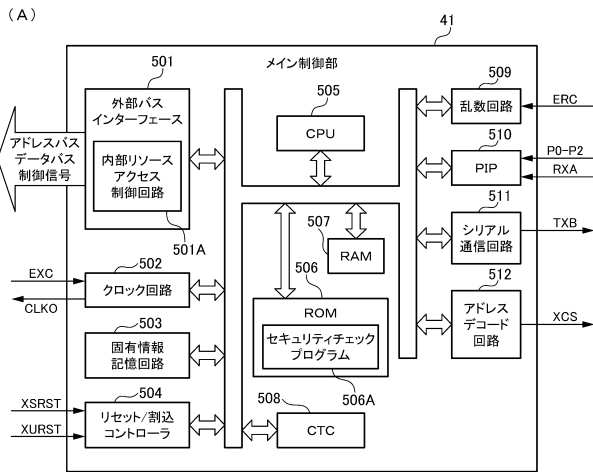 (A)
41
メイン制御部
501
外部バス
インターフェース
内部リソース
アクセス
制御回路
501A
アドレスバス
データバス
制御信号
EXC
CLKO
502
クロック回路
503
固有情報
記憶回路
XSRST
XURST
504
リセット/割込
コントローラ
505
CPU
507
RAM
506
ROM
セキュリティチェック
プログラム
506A
508
CTC
509
乱数回路
ERC
510
PIP
P0-P2
RXA
511
シリアル
通信回路
TXB
512
アドレス
デコード
回路
XCS